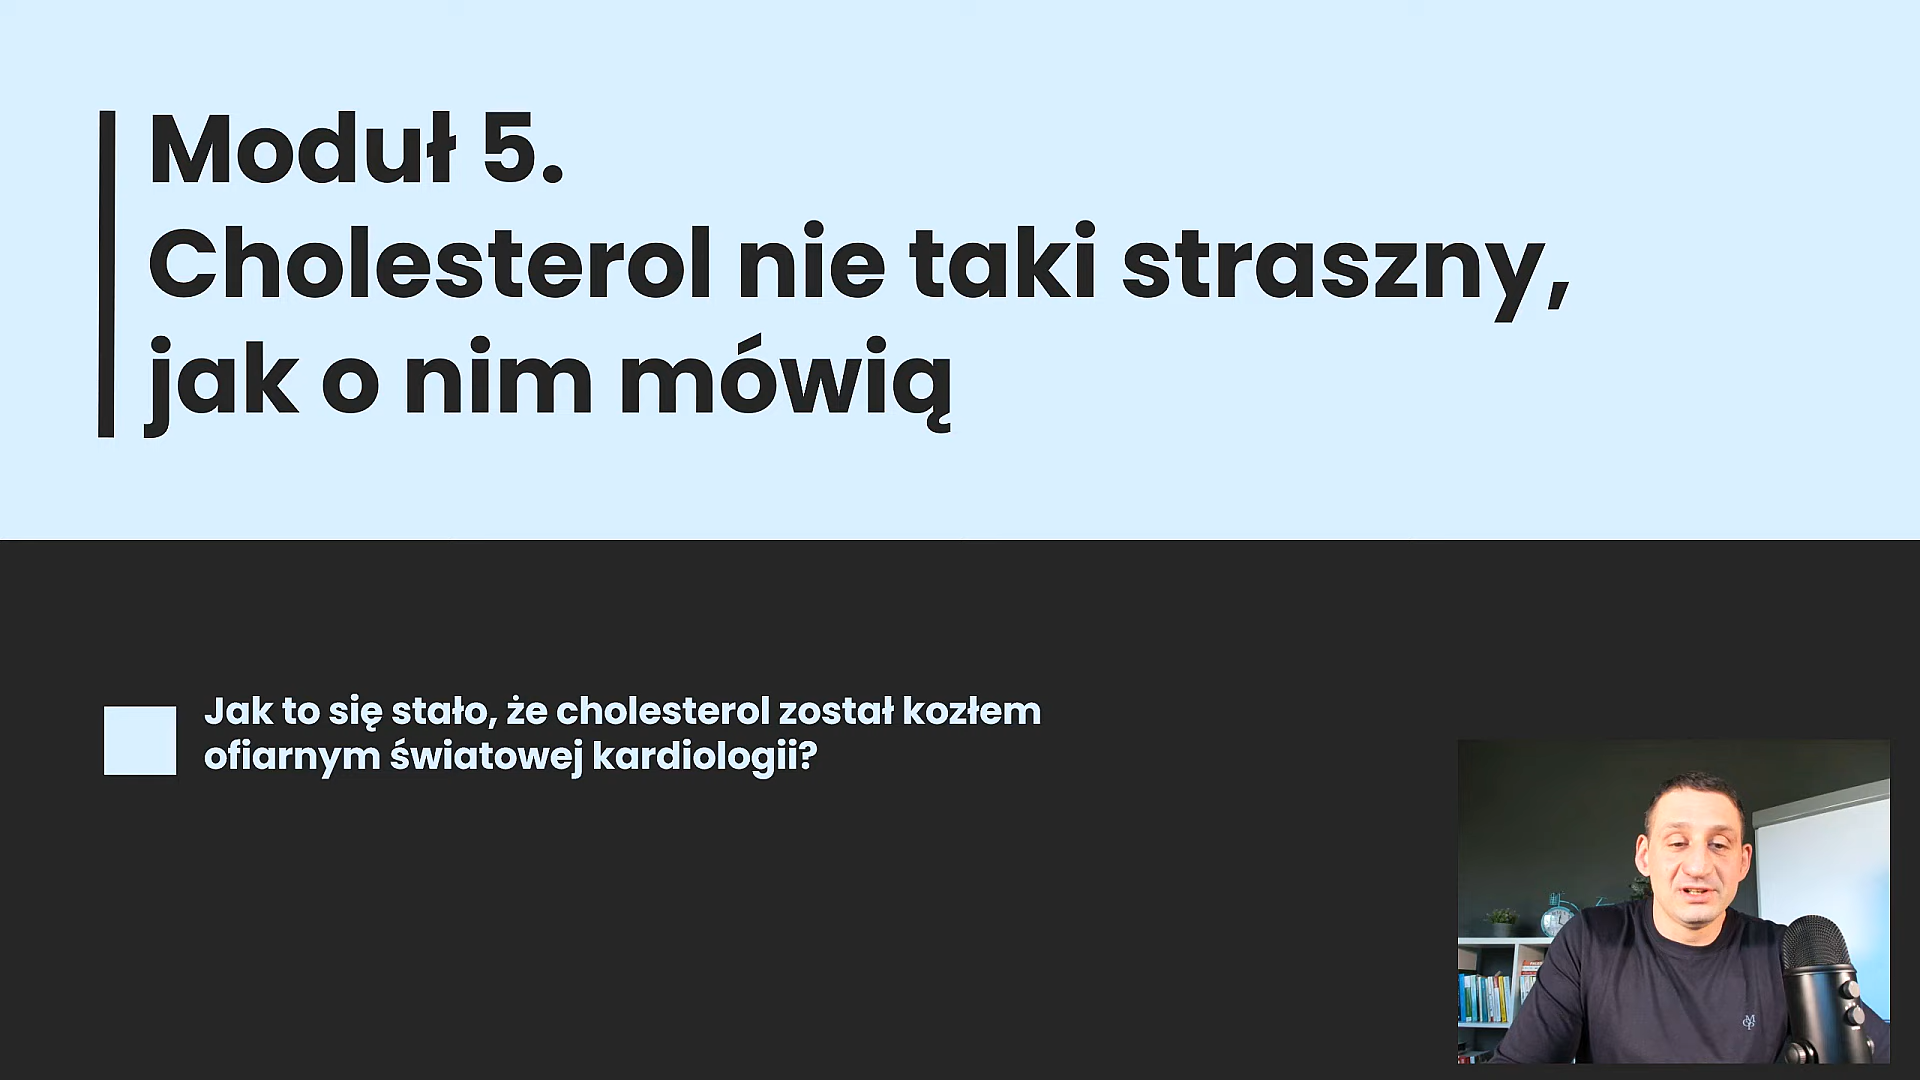 Moduł 5.
Cholesterol nie taki straszny,
jak o nim mówią
Jak to się stało, że cholesterol został kozłem
ofiarnym światowej kardiologii?